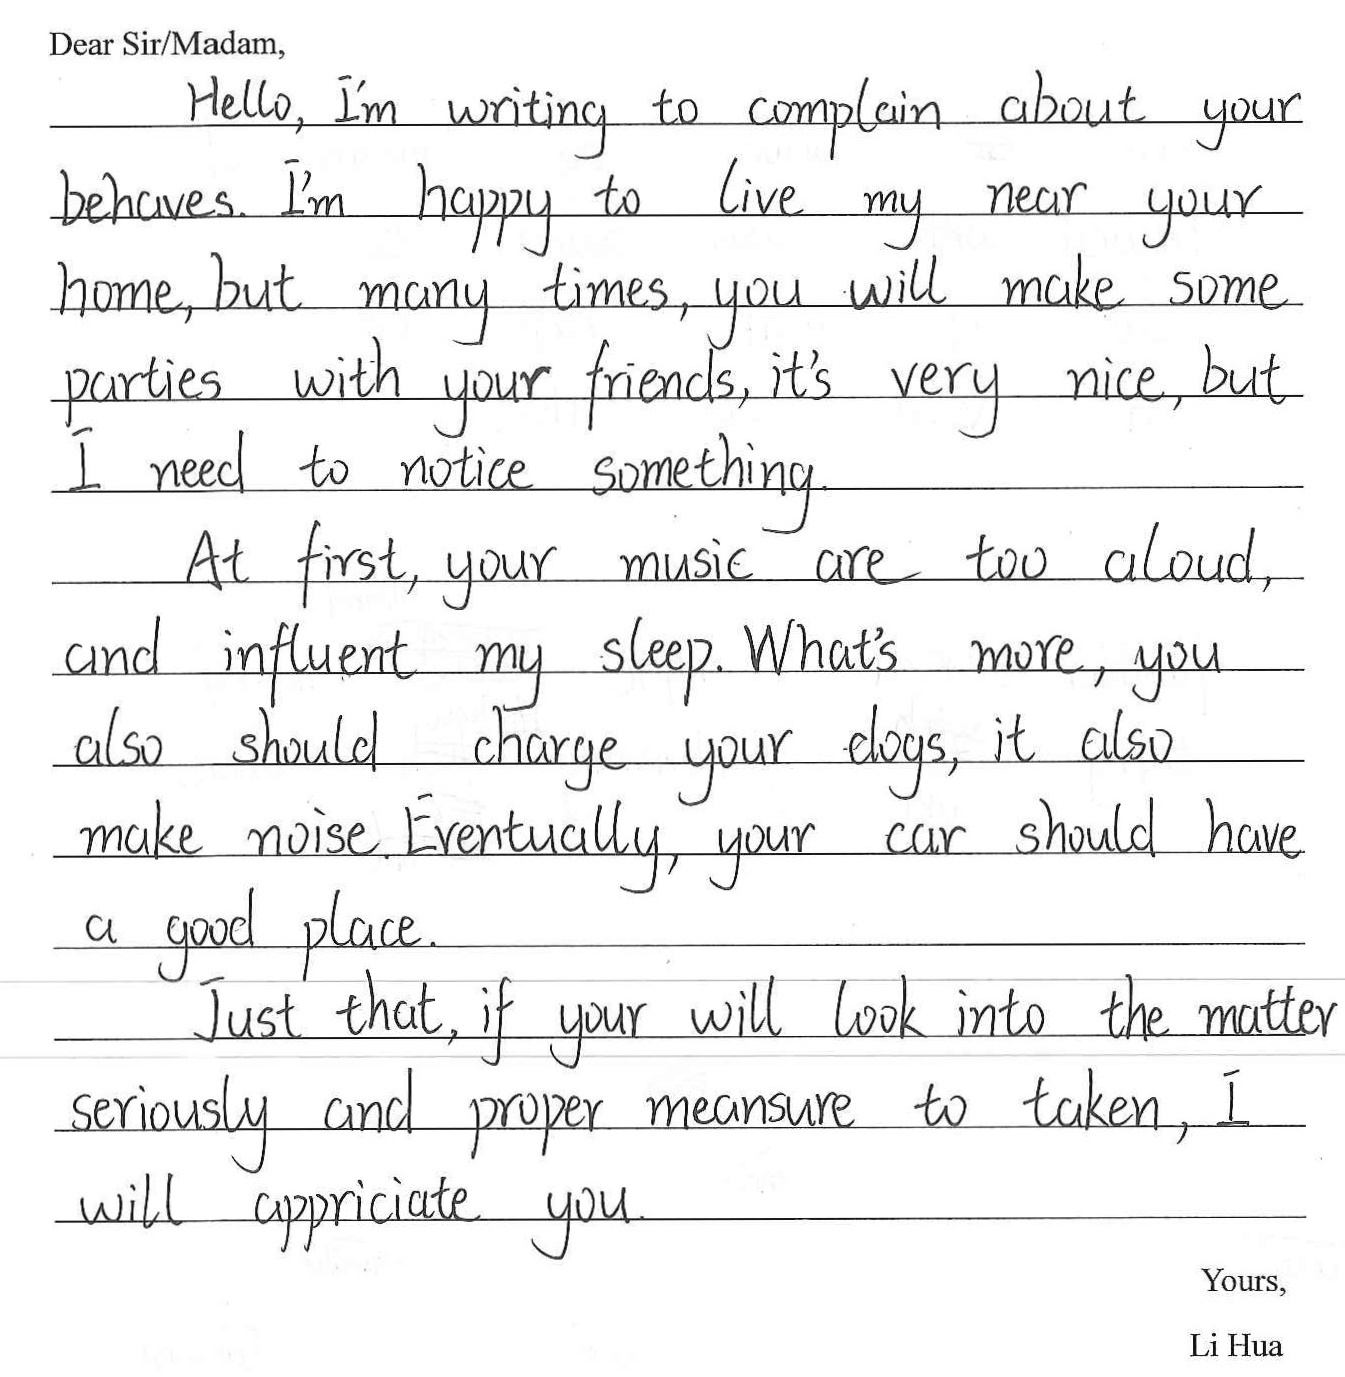 Dear Sir/Madam,
Hello, I'm writing to complain about your
behaves. I'm happy to live my near your
home, but many times, you will make some
parties with your friends, it's very nice, but
I need to notice something.
At first, your music are too aloud,
and influent my sleep. What's more, you
also should charge your dogs, it also
make noise. Eventually, your car should have
a good place.
Just that, if your will look into the matter
seriously and proper meansure to taken, I
will appriciate you.
Yours,
Li Hua